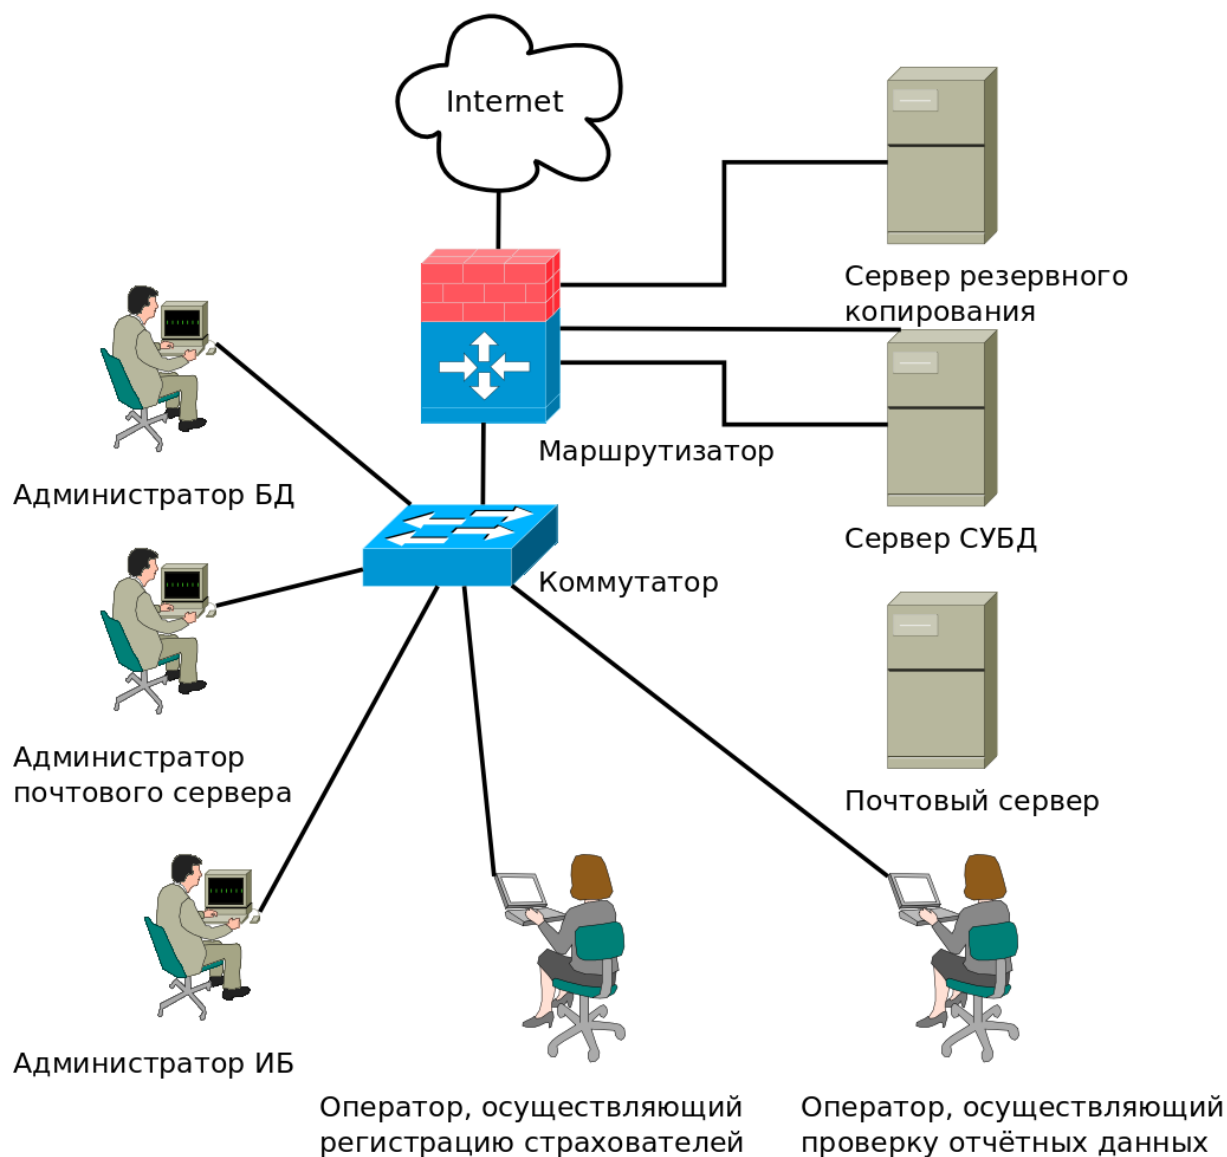 Internet
Сервер резервного
копирования
Маршрутизатор
Администратор БД
Сервер СУБД
Коммутатор
Администратор
почтового сервера
Почтовый сервер
Администратор ИБ
Оператор, осуществляющий
регистрацию страхователей
Оператор, осуществляющий
проверку отчётных данных